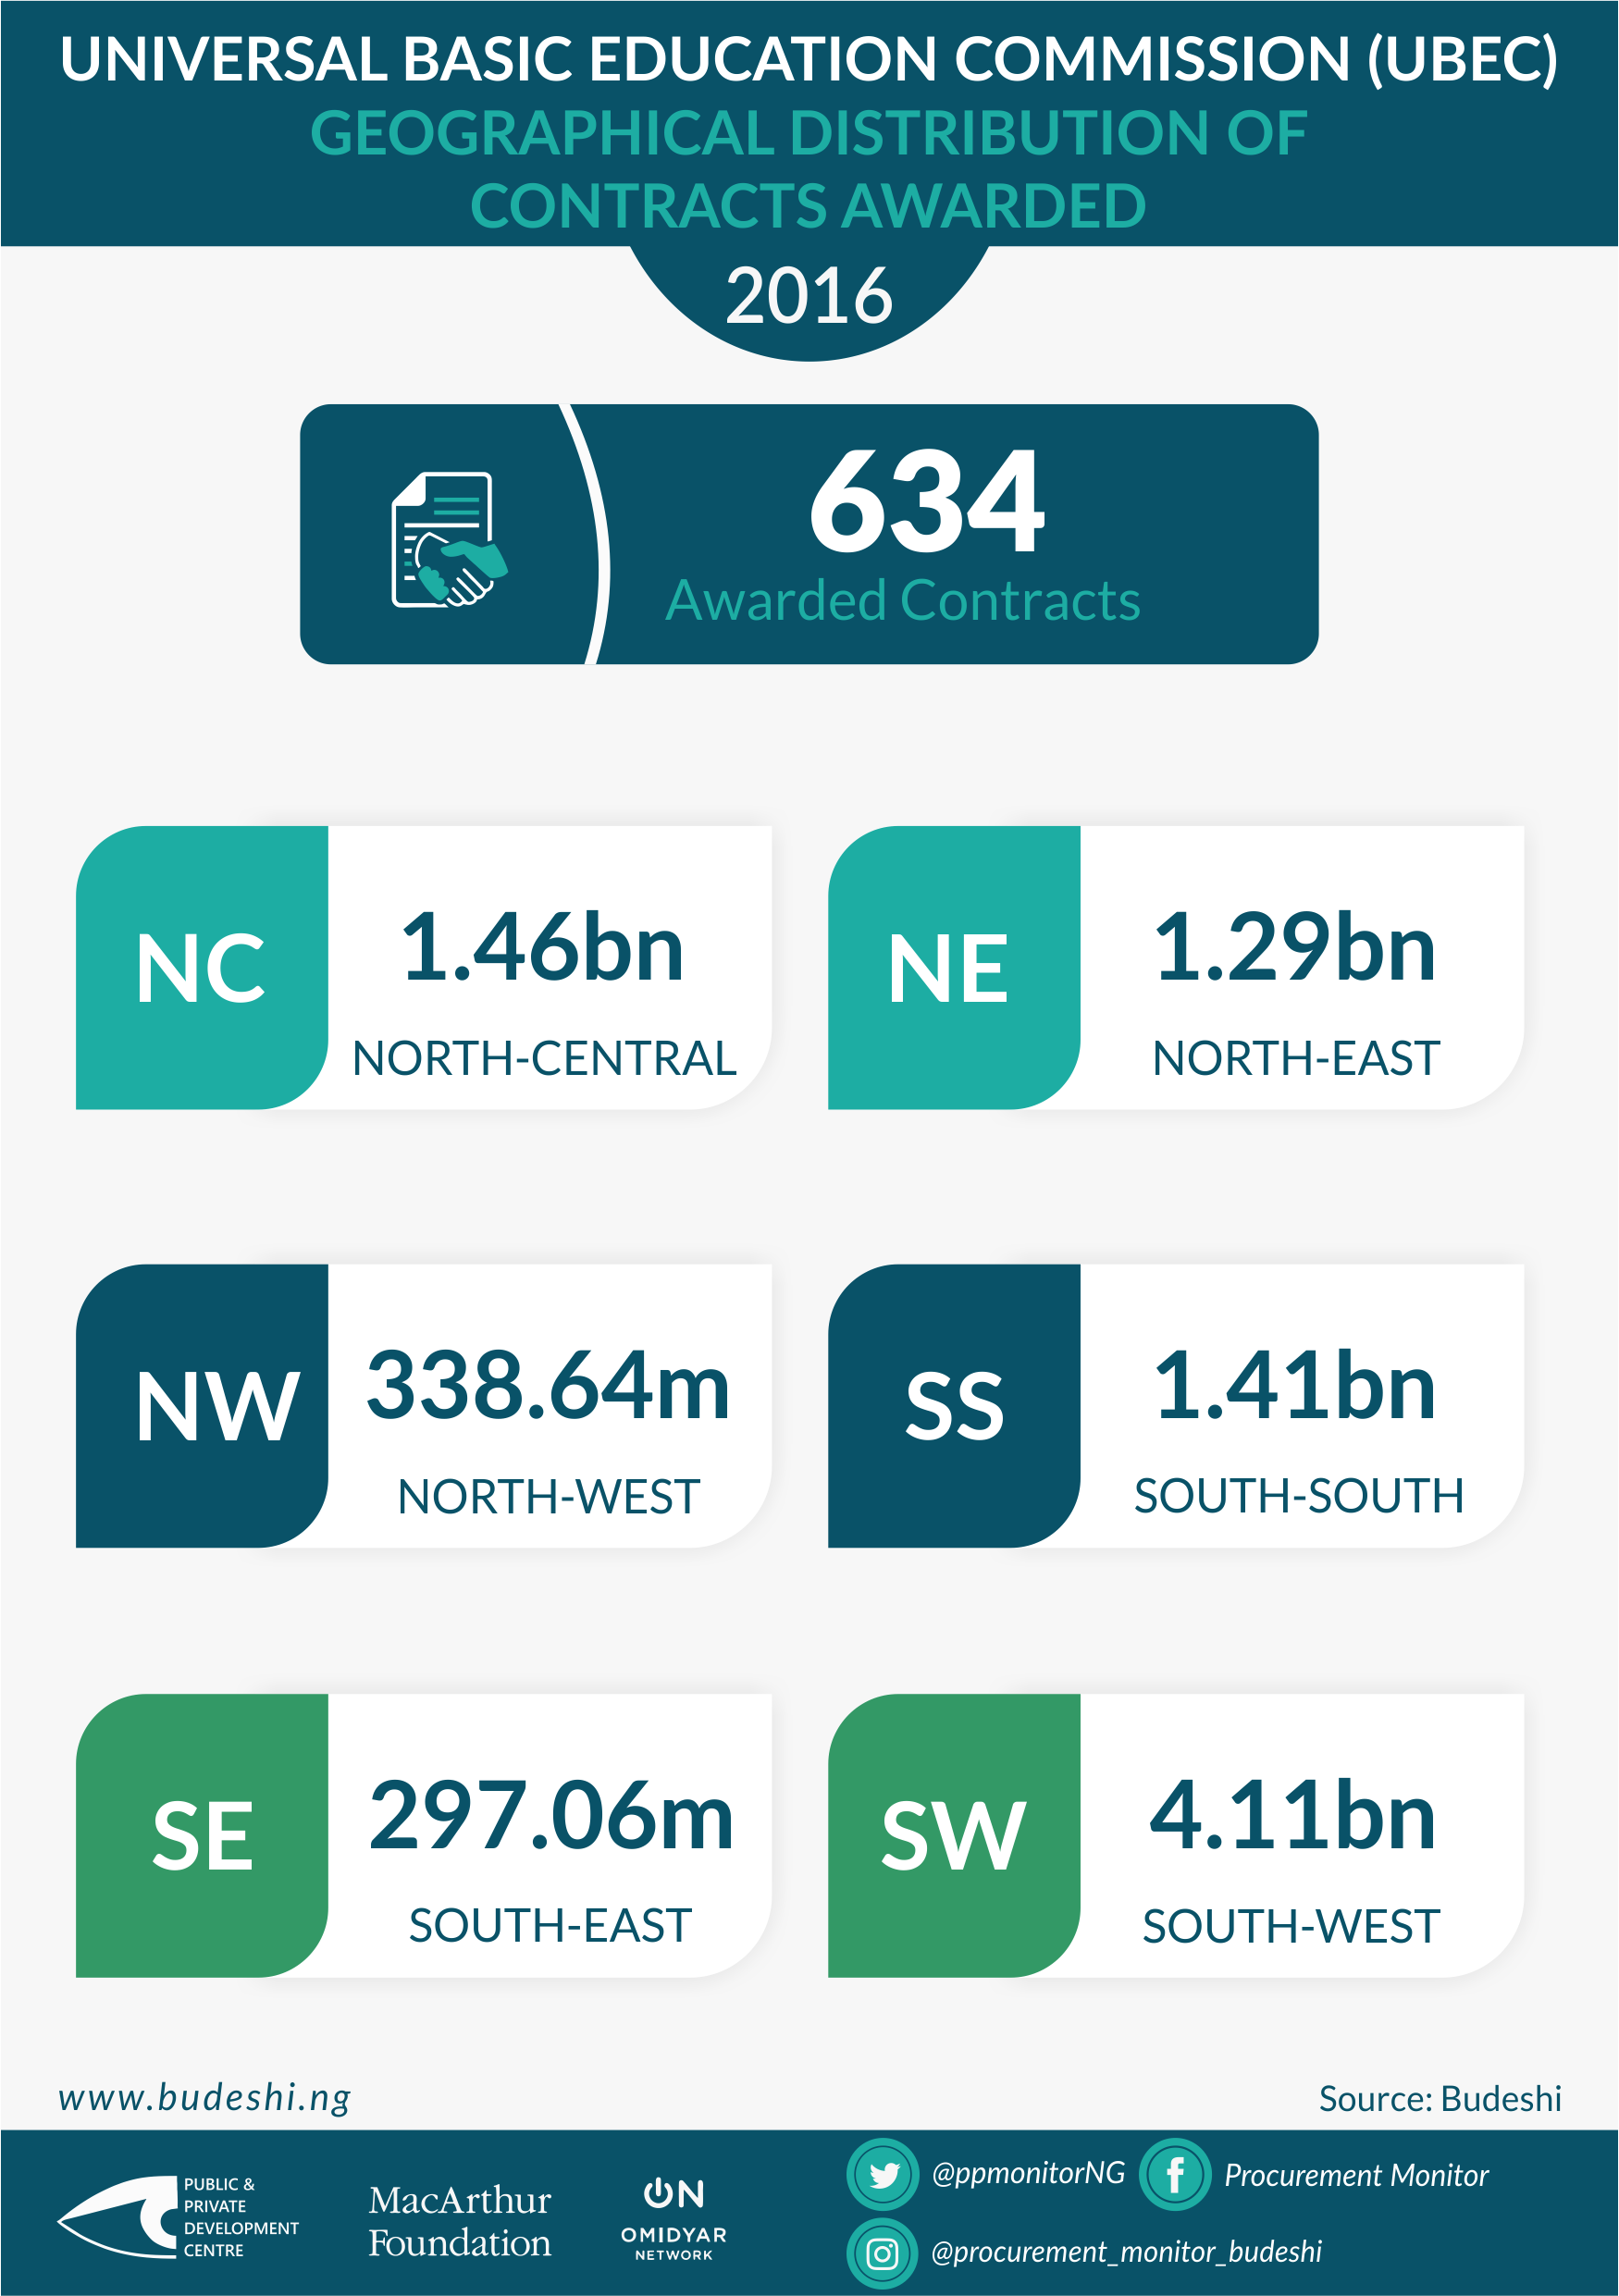 UNIVERSAL BASIC EDUCATION COMMISSION (UBEC)
GEOGRAPHICAL DISTRIBUTION OF
CONTRACTS AWARDED
2016
634
Awarded Contracts
NC
1.46bn
NORTH-CENTRAL
NE
1.29bn
NORTH-EAST
NW
338.64m
NORTH-WEST
SS
1.41bn
SOUTH-SOUTH
SE
297.06m
SOUTH-EAST
SW
4.11bn
SOUTH-WEST
www.budeshi.ng
Source: Budeshi
PUBLIC &
PRIVATE
DEVELOPMENT
CENTRE
MacArthur
Foundation
ON
OMIDYAR
NETWORK
@ppmonitorNG
Procurement Monitor
@procurement_monitor_budeshi